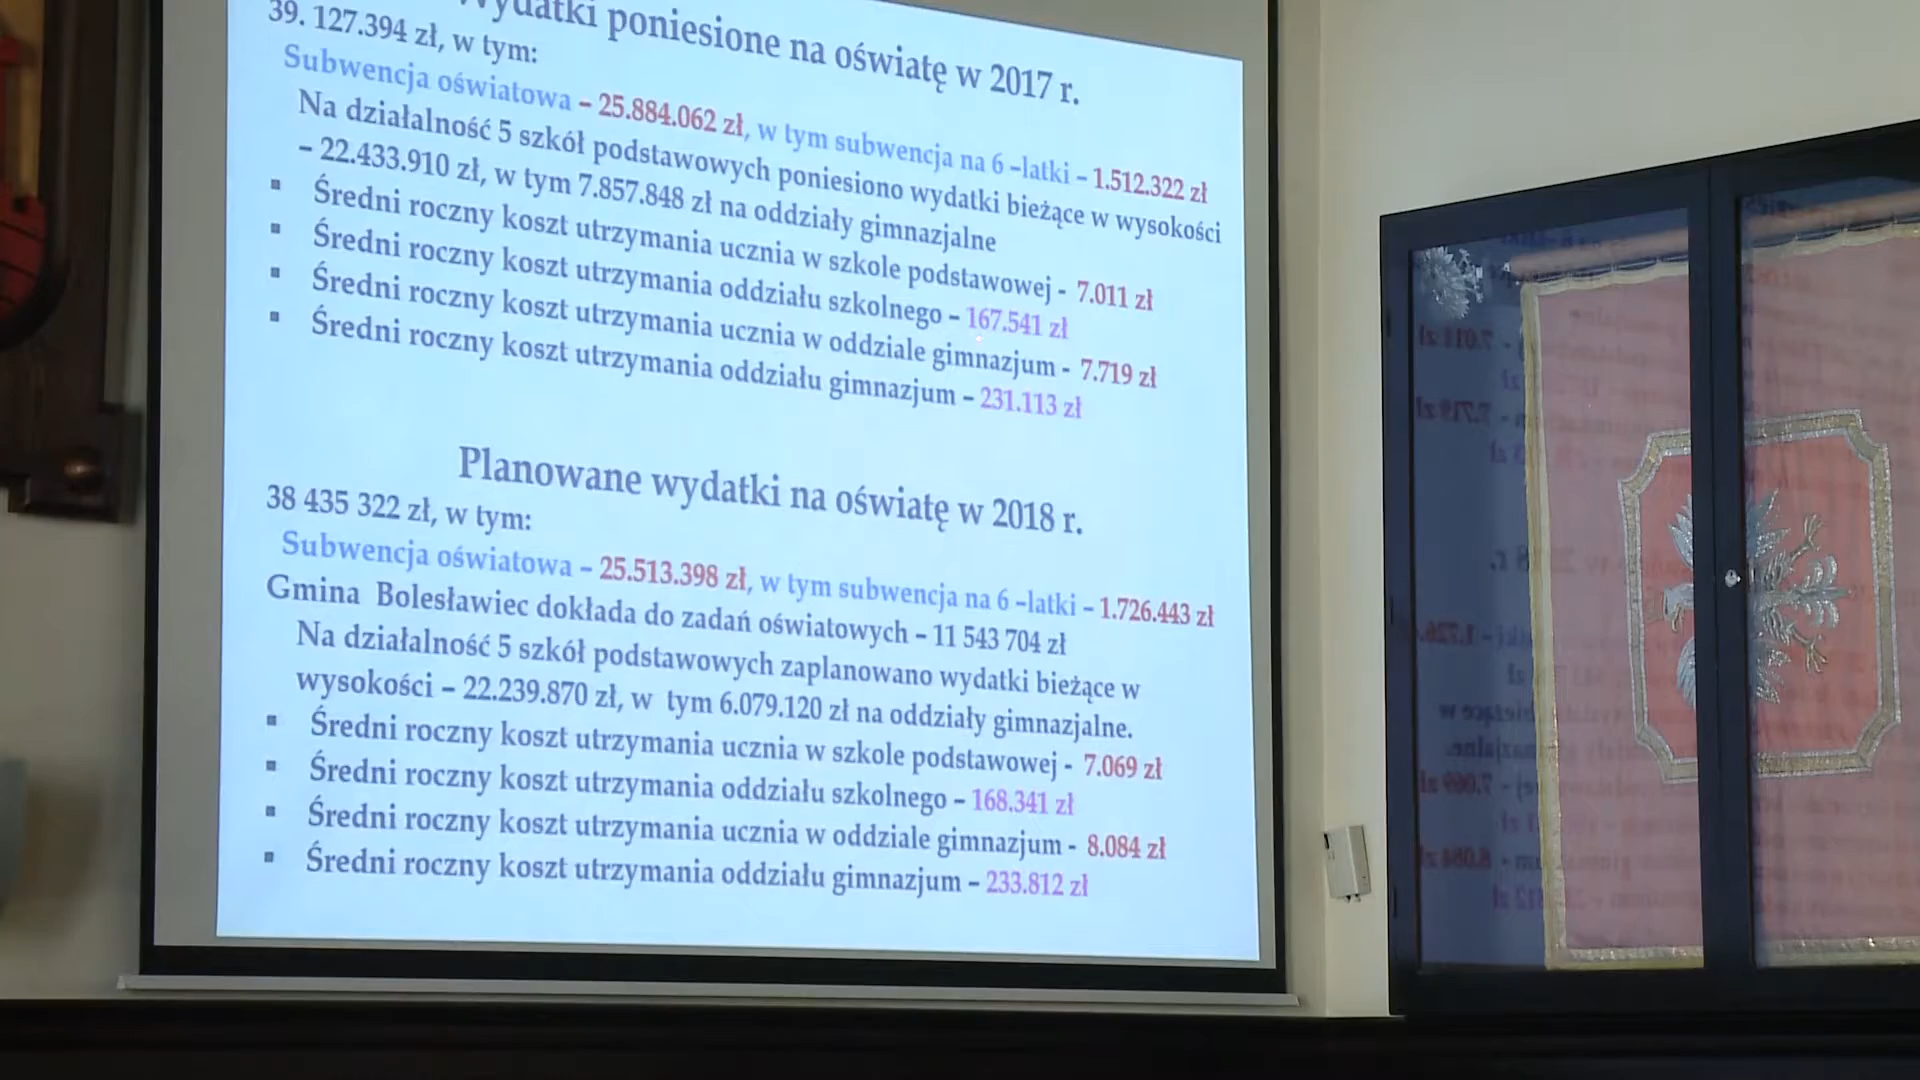 Wydatki poniesione na oświatę w 2017 r.
39. 127.394 zł, w tym:
Subwencja oświatowa – 25.884.062 zł, w tym subwencja na 6 –latki – 1.512.322 zł
Na działalność 5 szkół podstawowych poniesiono wydatki bieżące w wysokości
– 22.433.910 zł, w tym 7.857.848 zł na oddziały gimnazjalne
▪ Średni roczny koszt utrzymania ucznia w szkole podstawowej - 7.011 zł
▪ Średni roczny koszt utrzymania oddziału szkolnego – 167.541 zł
▪ Średni roczny koszt utrzymania ucznia w oddziale gimnazjum - 7.719 zł
▪ Średni roczny koszt utrzymania oddziału gimnazjum – 231.113 zł
Planowane wydatki na oświatę w 2018 r.
38 435 322 zł, w tym:
Subwencja oświatowa – 25.513.398 zł, w tym subwencja na 6 –latki – 1.726.443 zł
Gmina Bolesławiec dokłada do zadań oświatowych – 11 543 704 zł
Na działalność 5 szkół podstawowych zaplanowano wydatki bieżące w
wysokości – 22.239.870 zł, w tym 6.079.120 zł na oddziały gimnazjalne.
▪ Średni roczny koszt utrzymania ucznia w szkole podstawowej - 7.069 zł
▪ Średni roczny koszt utrzymania oddziału szkolnego – 168.341 zł
▪ Średni roczny koszt utrzymania ucznia w oddziale gimnazjum - 8.084 zł
▪ Średni roczny koszt utrzymania oddziału gimnazjum – 233.812 zł